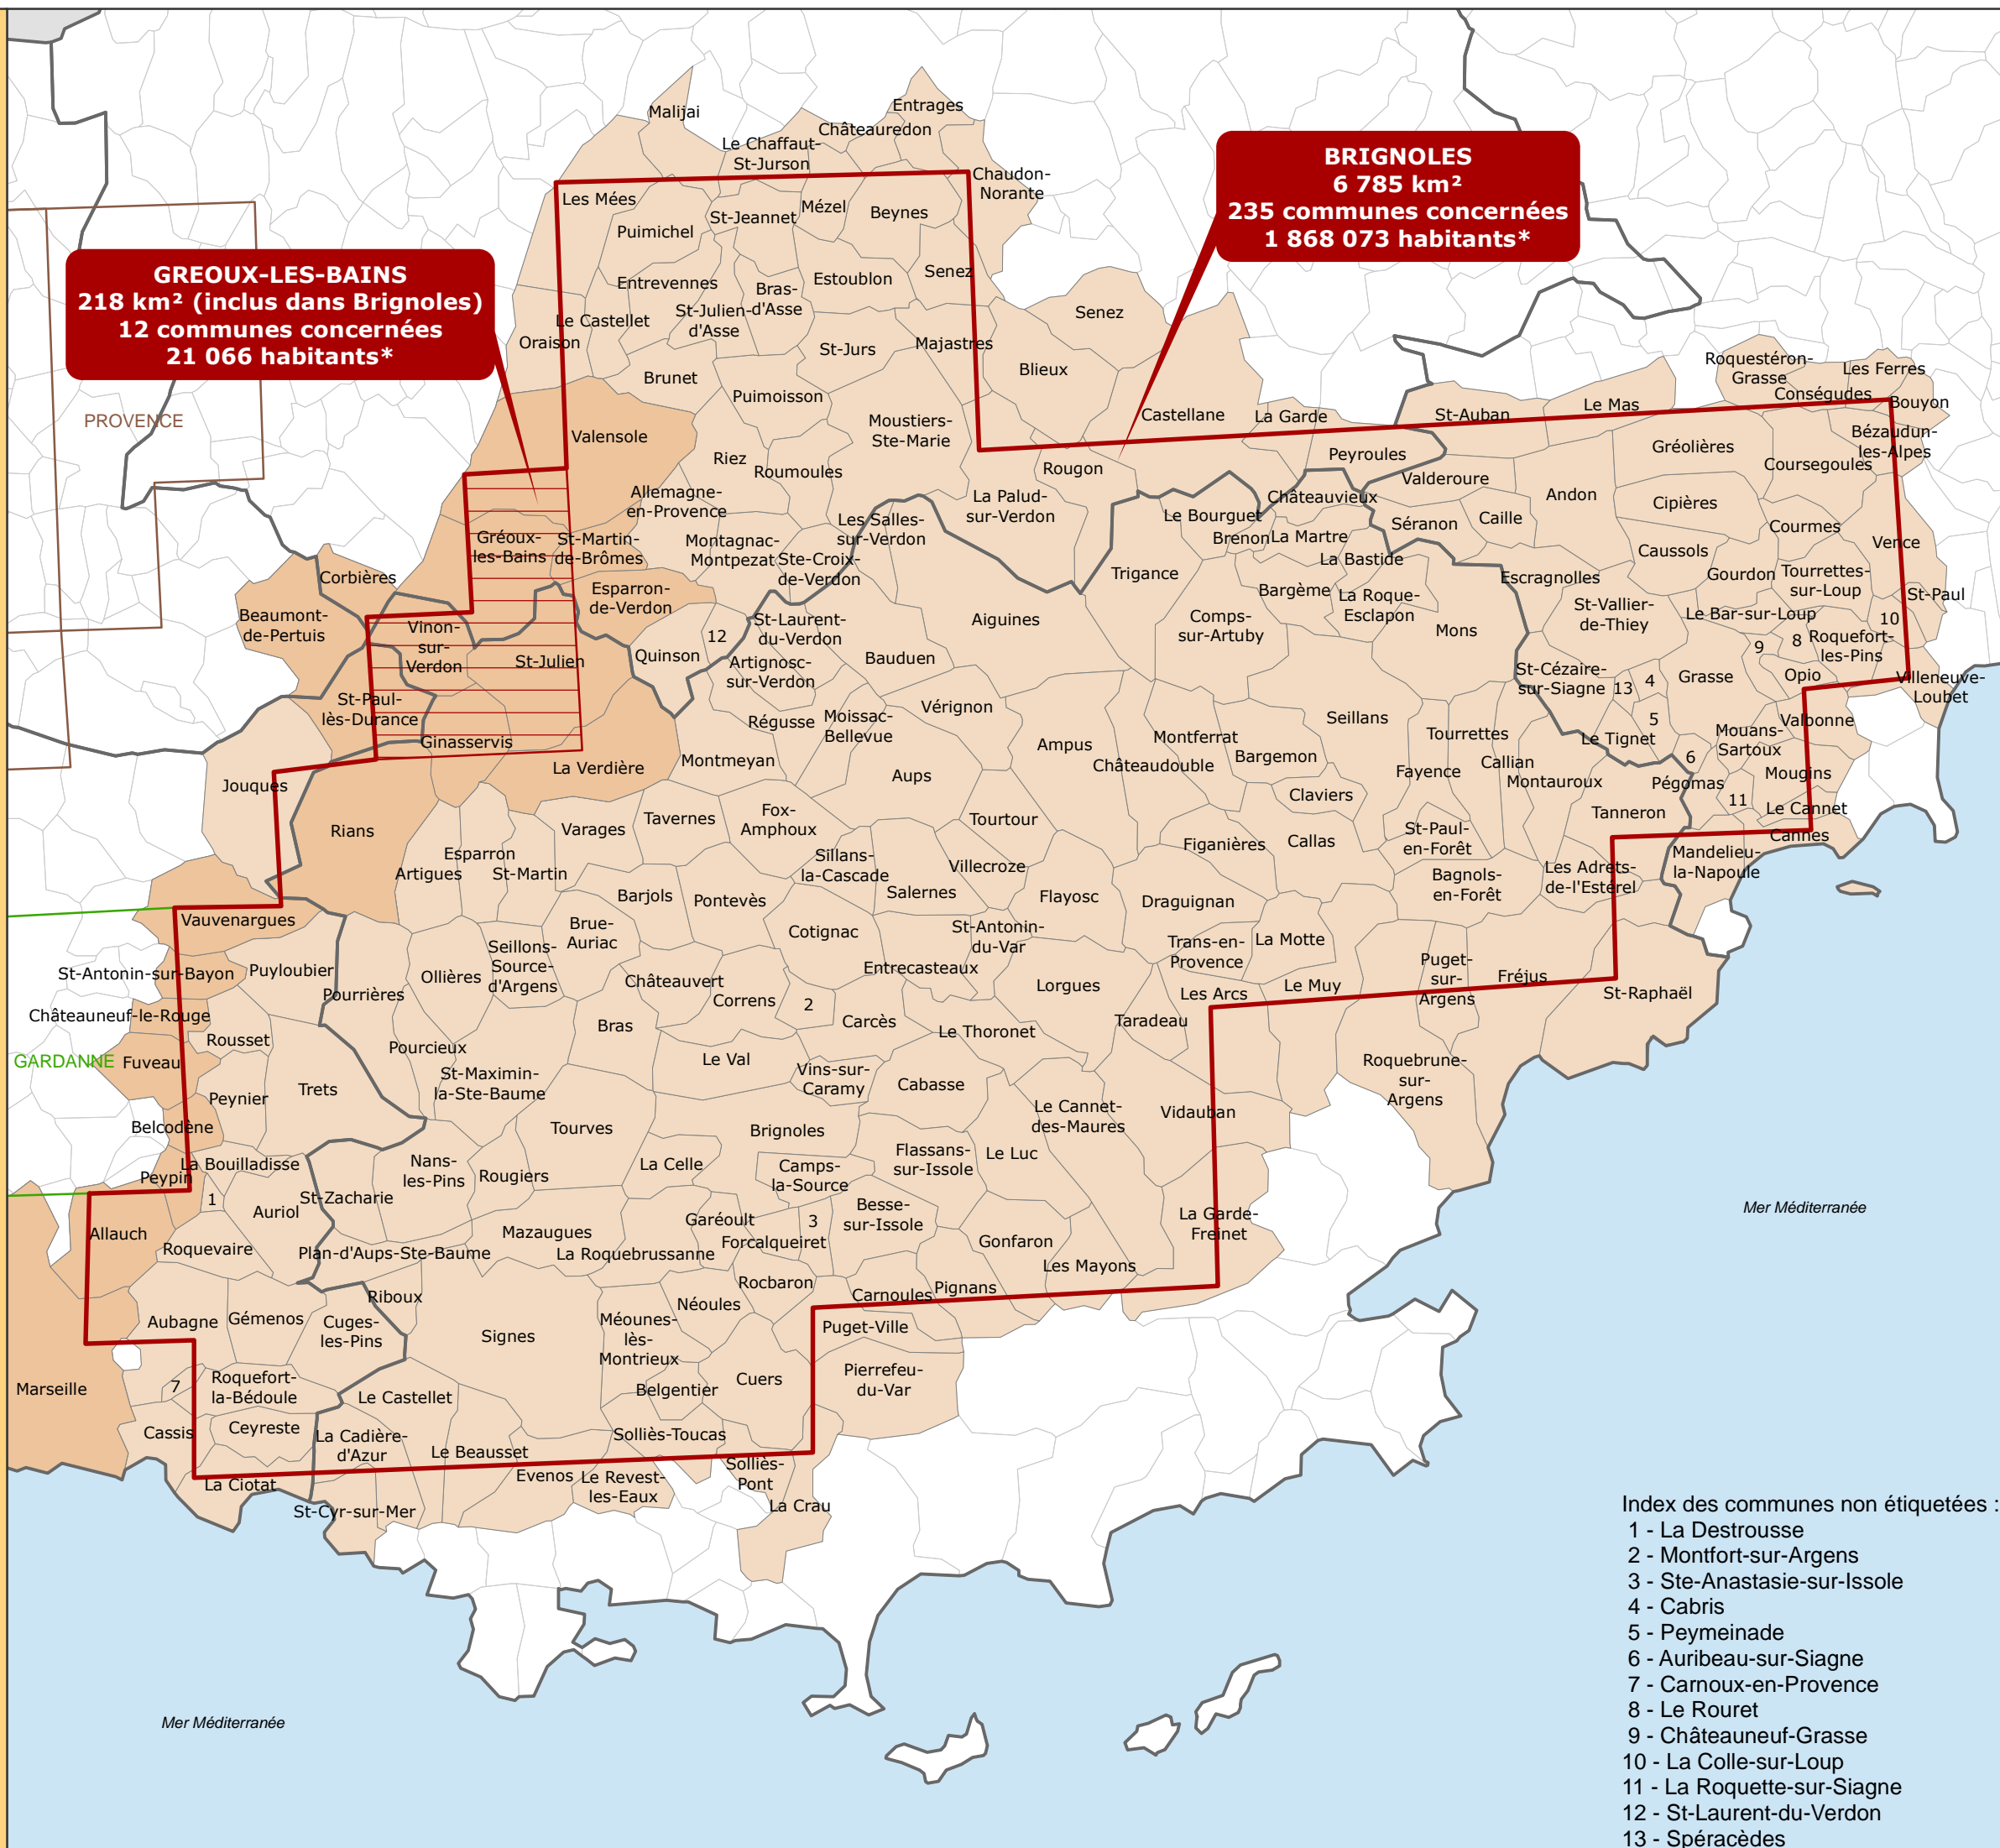 Malijai
Entrages
Châteauredon
Le Chaffaut-
St-Jurson
Chaudon-
Norante
BRIGNOLES
6 785 km²
235 communes concernées
1 868 073 habitants*
GREOUX-LES-BAINS
218 km² (inclus dans Brignoles)
12 communes concernées
21 066 habitants*
Les Mées
Puimichel
St-Jeannet
Mézel
Beynes
Entrevennes
Bras-
d'Asse
Estoublon
Senez
Senez
Oraison
Le Castellet
St-Julien-
d'Asse
St-Jurs
Majastres
Blieux
Brunet
Puimoisson
PROVENCE
Valensole
Moustiers-
Ste-Marie
Castellane
La Garde
St-Auban
Le Mas
Roquestéron-
Grasse
Conségudes
Les Ferres
Bouyon
Bézaudun-
les-Alpes
Riez
Roumoules
Rougon
Peyroules
Gréolières
Coursegoules
Allemagne-
en-Provence
La Palud-
sur-Verdon
Châteauvieux
Valderoure
Andon
Cipières
Gréoux-
les-Bains
St-Martin-
de-Brômes
Montagnac-
Montpezat
Les Salles-
sur-Verdon
Ste-Croix-
de-Verdon
Le Bourguet
Brenon
La Martre
Séranon
Caille
Courmes
Vence
Corbières
Esparron-
de-Verdon
Trigance
La Bastide
Bargème
La Roque-
Esclapon
Escragnolles
Caussols
Gourdon
Tourrettes-
sur-Loup
St-Paul
Beaumont-
de-Pertuis
Vinon-
sur-
Verdon
St-Julien
12
Quinson
St-Laurent-
du-Verdon
Artignosc-
sur-Verdon
Bauduen
Aiguines
Comps-
sur-Artuby
Mons
St-Vallier-
de-Thiey
Le Bar-sur-Loup
10
8
9
Roquefort-
les-Pins
St-Paul-
lès-Durance
Ginasservis
Régusse
Moissac-
Bellevue
Vérignon
Seillans
St-Cézaire-
sur-Siagne
13
4
Grasse
Opio
Villeneuve-
Loubet
5
Valbonne
Jouques
La Verdière
Montmeyan
Aups
Ampus
Montferrat
Châteaudouble
Bargemon
Tourrettes
Fayence
Callian
Montauroux
Le Tignet
6
Mouans-
Sartoux
Mougins
Pégomas
11
Le Cannet
Cannes
Rians
Varages
Tavernes
Fox-
Amphoux
Tourtour
Claviers
Tanneron
Artigues
Esparron
St-Martin
Sillans-
la-Cascade
Villecroze
Figanières
Callas
St-Paul-
en-Forêt
Les Adrets-
de-l'Estérel
Mandelieu-
la-Napoule
Barjols
Pontevès
Salernes
Flayosc
Draguignan
Bagnols-
en-Forêt
Vauvenargues
Brue-
Auriac
Cotignac
St-Antonin-
du-Var
Trans-en-
Provence
La Motte
St-Antonin-sur-Bayon
Puyloubier
Seillons-
Source-
d'Argens
Ollières
Châteauvert
Entrecasteaux
Puget-
sur-
Argens
Fréjus
St-Raphaël
Pourrières
Correns
2
Lorgues
Les Arcs
Le Muy
Châteauneuf-le-Rouge
Rousset
Bras
Carcès
Le Thoronet
Taradeau
GARDANNE
Fuveau
Pourcieux
Le Val
Vins-sur-
Caramy
Cabasse
Roquebrune-
sur-
Argens
Peynier
Trets
St-Maximin-
la-Ste-Baume
Le Cannet-
des-Maures
Vidauban
Belcodène
Tourves
Brignoles
Flassans-
sur-Issole
Le Luc
Peypin
La Bouilladisse
Nans-
les-Pins
Rougiers
La Celle
Camps-
la-Source
1
Auriol
St-Zacharie
Besse-
sur-Issole
La Garde-
Freinet
Mer Méditerranée
Allauch
Roquevaire
Plan-d'Aups-Ste-Baume
Mazaugues
La Roquebrussanne
Garéoult
Forcalqueiret
3
Gonfaron
Les Mayons
Riboux
Rocbaron
Carnoules
Pignans
Aubagne
Gémenos
Cuges-
les-Pins
Signes
Méounes-
lès-
Montrieux
Néoules
Puget-Ville
Marseille
7
Roquefort-
la-Bédoule
Le Castellet
Belgentier
Cuers
Pierrefeu-
du-Var
Cassis
Ceyreste
La Cadière-
d'Azur
Le Beausset
Solliès-Toucas
La Ciotat
Evenos
Le Revest-
les-Eaux
Solliès-
Pont
St-Cyr-sur-Mer
La Crau
Mer Méditerranée
Index des communes non étiquetées :
1 - La Destrousse
2 - Montfort-sur-Argens
3 - Ste-Anastasie-sur-Issole
4 - Cabris
5 - Peymeinade
6 - Auribeau-sur-Siagne
7 - Carnoux-en-Provence
8 - Le Rouret
9 - Châteauneuf-Grasse
10 - La Colle-sur-Loup
11 - La Roquette-sur-Siagne
12 - St-Laurent-du-Verdon
13 - Spéracèdes